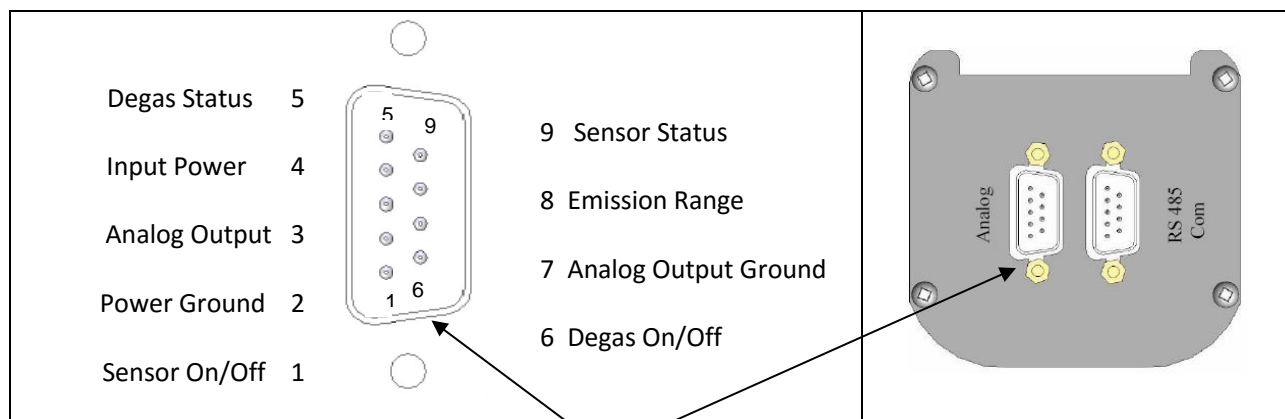 Degas Status 5
Input Power 4
Analog Output 3
Power Ground 2
Sensor On/Off 1
5
9
1
6
9 Sensor Status
8 Emission Range
7 Analog Output Ground
6 Degas On/Off
Analog
RS 485
Com